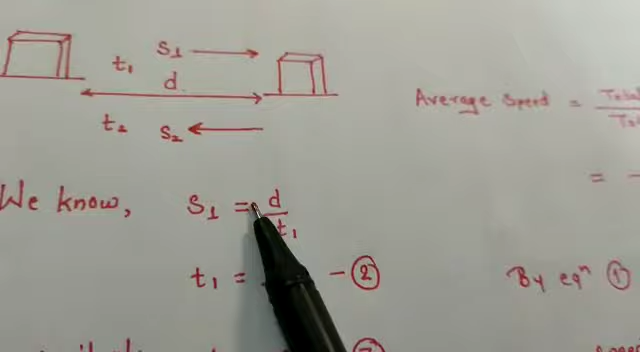 S₁ →
t₁
d
t₂
S₂ ←
Average Speed =
=
We know, S₁ = d/t₁
t₁ = - ②
By eqⁿ ①